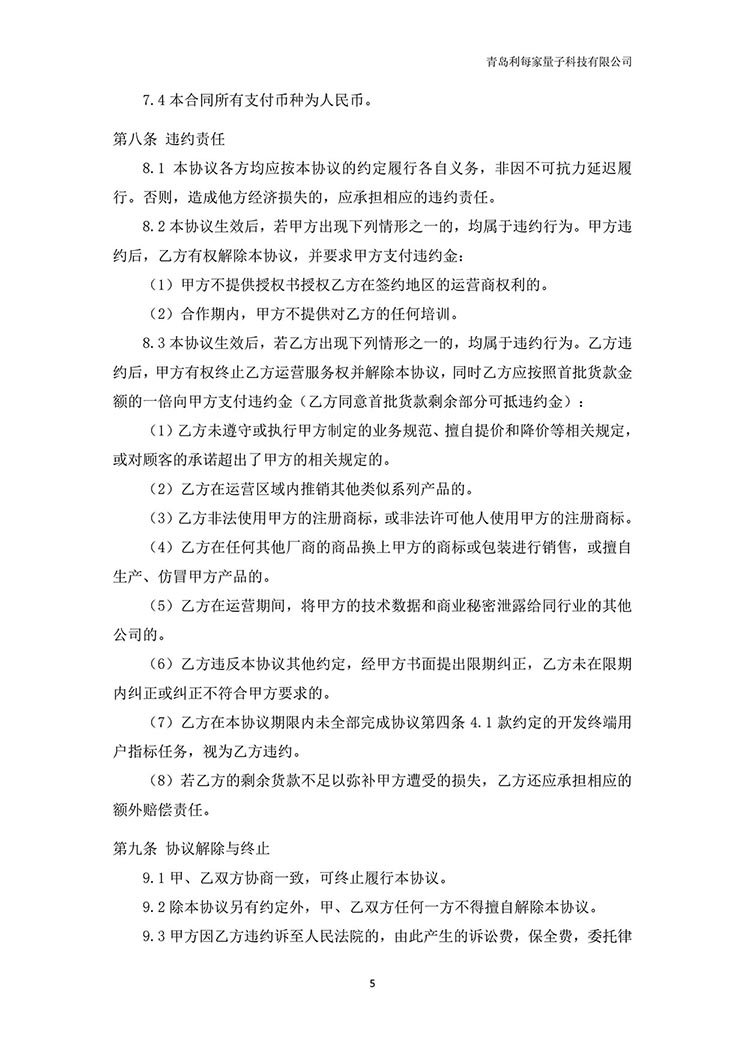 青岛利每家量子科技有限公司
7.4 本合同所有支付币种为人民币。
第八条 违约责任
8.1 本协议各方均应按本协议的约定履行各自义务，非因不可抗力延迟履
行。否则，造成他方经济损失的，应承担相应的违约责任。
8.2 本协议生效后，若甲方出现下列情形之一的，均属于违约行为。甲方违
约后，乙方有权解除本协议，并要求甲方支付违约金：
（1）甲方不提供授权书授权乙方在签约地区的运营商权利的。
（2）合作期内，甲方不提供对乙方的任何培训。
8.3 本协议生效后，若乙方出现下列情形之一的，均属于违约行为。乙方违
约后，甲方有权终止乙方运营服务权并解除本协议，同时乙方应按照首批货款金
额的一倍向甲方支付违约金（乙方同意首批货款剩余部分可抵违约金）：
（1）乙方未遵守或执行甲方制定的业务规范、擅自提价和降价等相关规定，
或对顾客的承诺超出了甲方的相关规定的。
（2）乙方在运营区域内推销其他类似系列产品的。
（3）乙方非法使用甲方的注册商标，或非法许可他人使用甲方的注册商标。
（4）乙方在任何其他厂商的商品换上甲方的商标或包装进行销售，或擅自
生产、仿冒甲方产品的。
（5）乙方在运营期间，将甲方的技术数据和商业秘密泄露给同行业的其他
公司的。
（6）乙方违反本协议其他约定，经甲方书面提出限期纠正，乙方未在限期
内纠正或纠正不符合甲方要求的。
（7）乙方在本协议期限内未全部完成协议第四条 4.1 款约定的开发终端用
户指标任务，视为乙方违约。
（8）若乙方的剩余货款不足以弥补甲方遭受的损失，乙方还应承担相应的
额外赔偿责任。
第九条 协议解除与终止
9.1 甲、乙双方协商一致，可终止履行本协议。
9.2 除本协议另有约定外，甲、乙双方任何一方不得擅自解除本协议。
9.3 甲方因乙方违约诉至人民法院的，由此产生的诉讼费，保全费，委托律
5